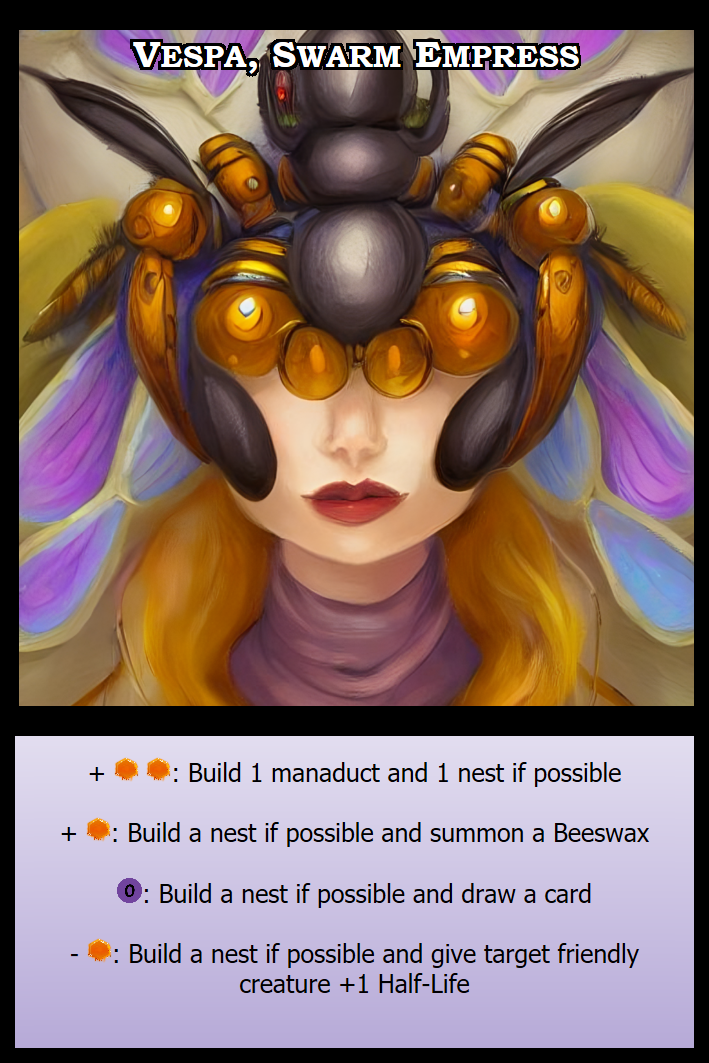 Vespa, Swarm Empress
+ : Build 1 manaduct and 1 nest if possible
+ : Build a nest if possible and summon a Beeswax
0: Build a nest if possible and draw a card
- : Build a nest if possible and give target friendly
creature +1 Half-Life